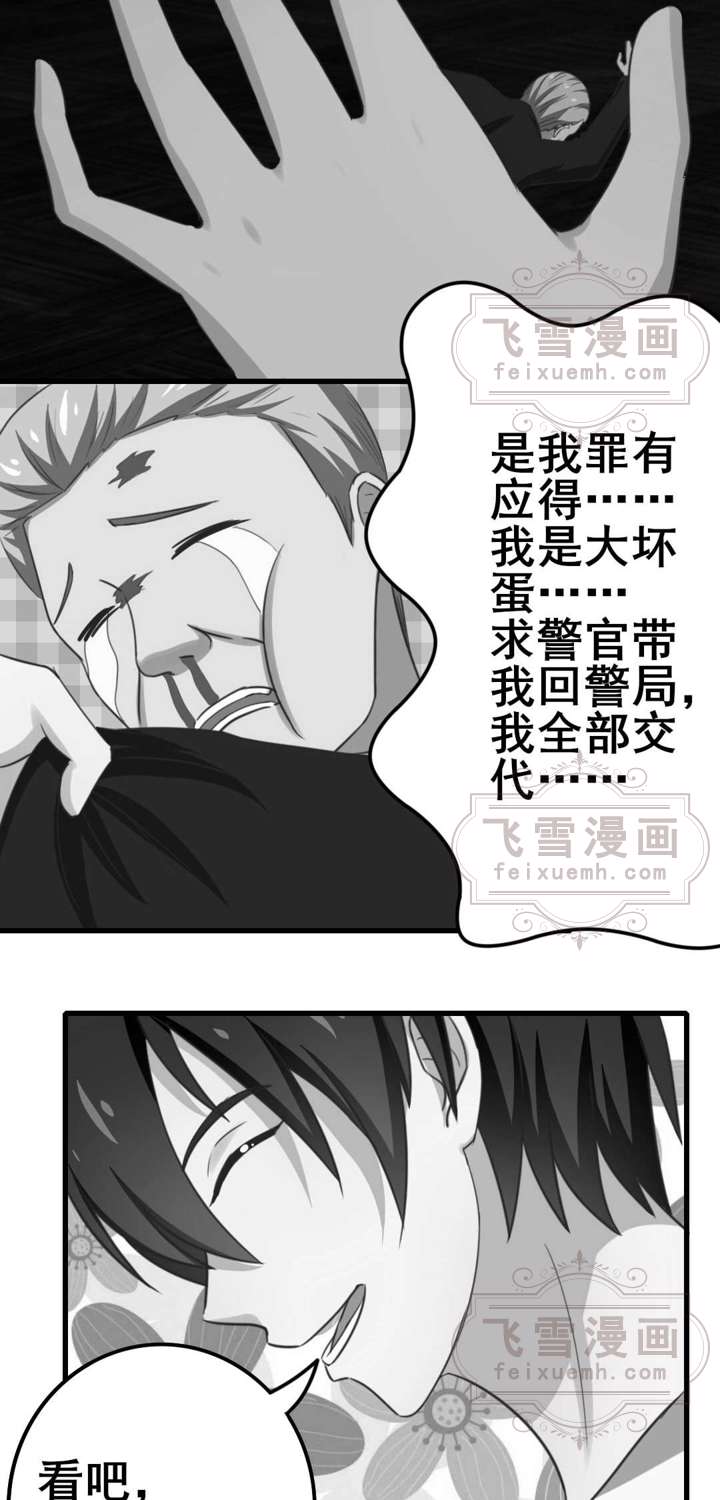 飞雪漫画
feixuemh.com
是我罪有
应得……
我是大坏
蛋……
求警官带
我回警局，
我全部交
代……
飞雪漫画
feixuemh.com
飞雪漫画
feixuemh.com
看吧，